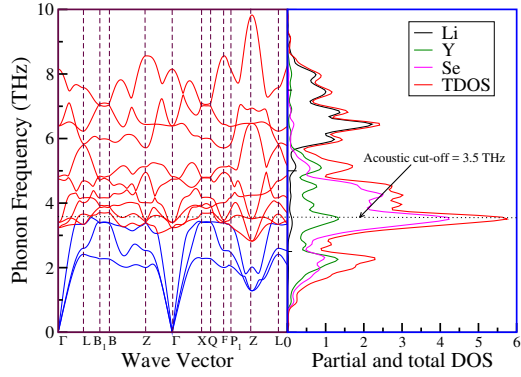 10
8
6
4
2
0
Phonon Frequency (THz)
Γ L B1 B Z Γ X Q F P1 Z L
Wave Vector
Li
Y
Se
TDOS
Acoustic cut-off = 3.5 THz
0 1 2 3 4 5 6
Partial and total DOS